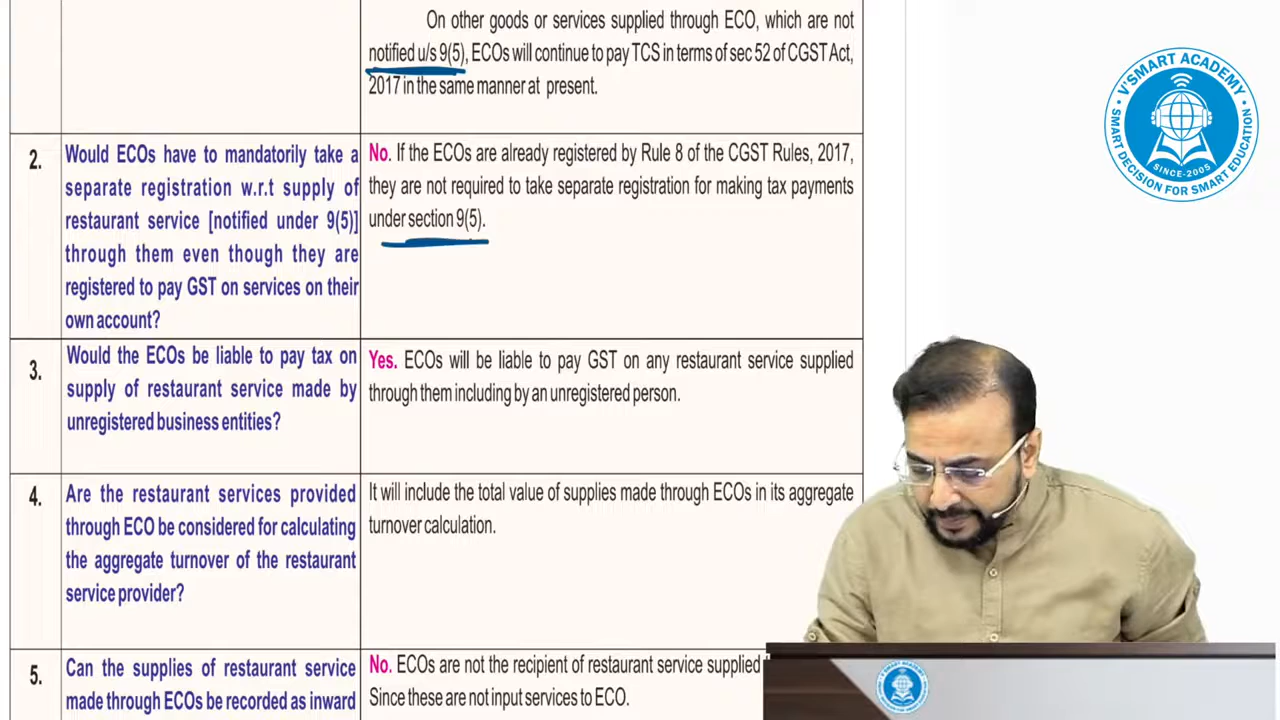 On other goods or services supplied through ECO, which are not
notified u/s 9(5), ECOs will continue to pay TCS in terms of sec 52 of CGST Act,
2017 in the same manner at present.
2.
Would ECOs have to mandatorily take a
separate registration w.r.t supply of
restaurant service [notified under 9(5)]
through them even though they are
registered to pay GST on services on their
own account?
No. If the ECOs are already registered by Rule 8 of the CGST Rules, 2017,
they are not required to take separate registration for making tax payments
under section 9(5).
3.
Would the ECOs be liable to pay tax on
supply of restaurant service made by
unregistered business entities?
Yes. ECOs will be liable to pay GST on any restaurant service supplied
through them including by an unregistered person.
4.
Are the restaurant services provided
through ECO be considered for calculating
the aggregate turnover of the restaurant
service provider?
It will include the total value of supplies made through ECOs in its aggregate
turnover calculation.
5.
Can the supplies of restaurant service
made through ECOs be recorded as inward
No. ECOs are not the recipient of restaurant service supplied
Since these are not input services to ECO.
V'SMART ACADEMY
SINCE-2005
SMART DECISION FOR SMART EDUCATION